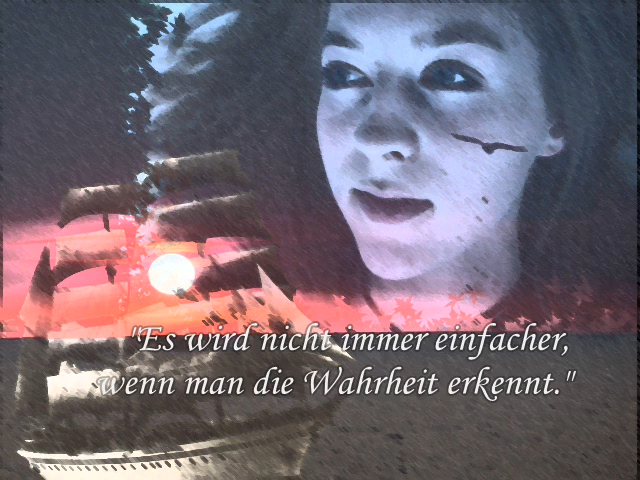 "Es wird nicht immer einfacher,
wenn man die Wahrheit erkennt."